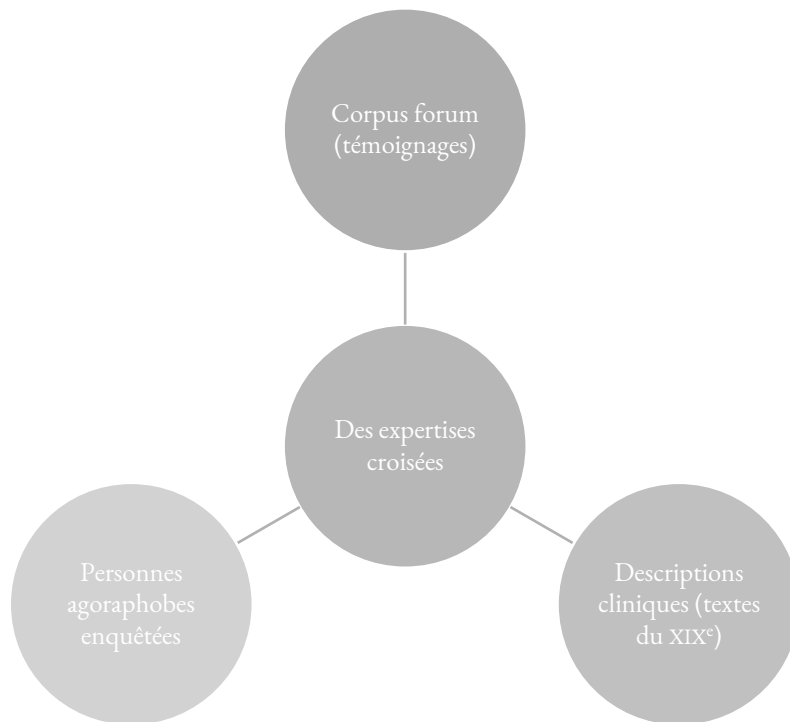 Corpus forum
(témoignages)
Des expertises
croisées
Personnes
agoraphobes
enquêtées
Descriptions
cliniques (textes
du XIXᵉ)